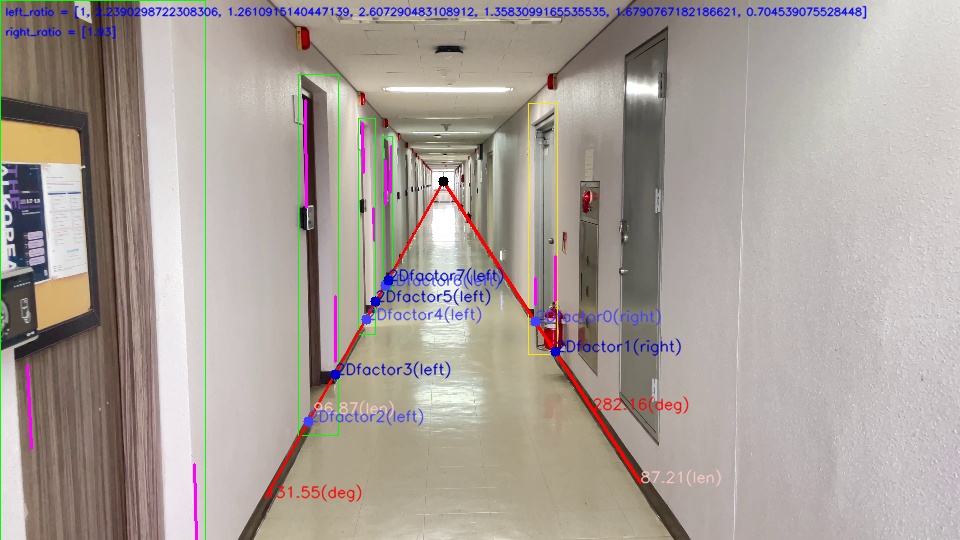 left_ratio = [1, 2.2390298722308306, 1.2610915140447139, 2.607290483108912, 1.3583099165535535, 1.6790767182186621, 0.704539075528448]
right_ratio = [1.93]
2Dfactor7(left)
2Dfactor5(left)
2Dfactor4(left)
2Dfactor0(right)
2Dfactor1(right)
2Dfactor3(left)
96.87(len)
282.16(deg)
2Dfactor2(left)
87.21(len)
31.55(deg)